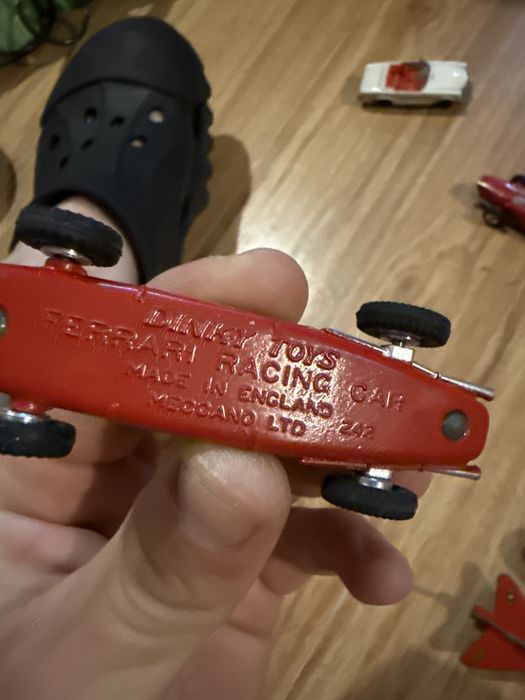 DINKY TOYS
FERRARI RACING CAR
MADE IN ENGLAND
MECCANO LTD 242